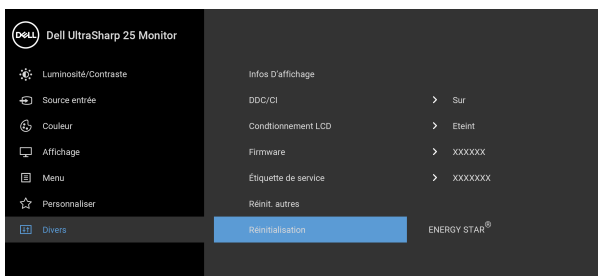 DELL Dell UltraSharp 25 Monitor
Luminosité/Contraste Infos D'affichage
Source entrée DDC/CI Sur
Couleur Condtionnement LCD Eteint
Affichage Firmware XXXXXX
Menu Étiquette de service XXXXXXX
Personnaliser Réinit. autres
Divers Réinitialisation ENERGY STAR®